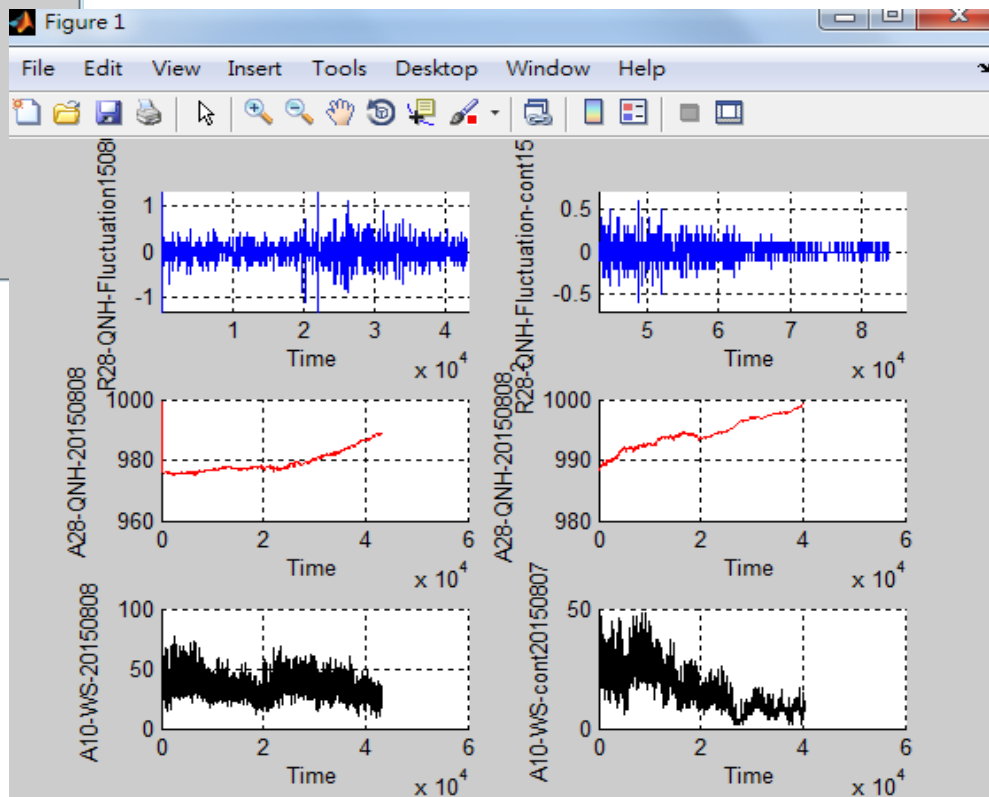 Figure 1
File Edit View Insert Tools Desktop Window Help
R28-QNH-Fluctuation1508
1
0
-1
1 2 3 4
Time
x 10^4
R28-QNH-Fluctuation-cont15
0.5
0
-0.5
5 6 7 8
Time
x 10^4
A28-QNH-20150808
1000
980
960
0 2 4 6
Time
x 10^4
A28-QNH-20150808_2
1000
990
980
0 2 4 6
Time
x 10^4
A10-WS-20150808
100
50
0
0 2 4 6
Time
x 10^4
A10-WS-cont20150807
50
0
0 2 4 6
Time
x 10^4